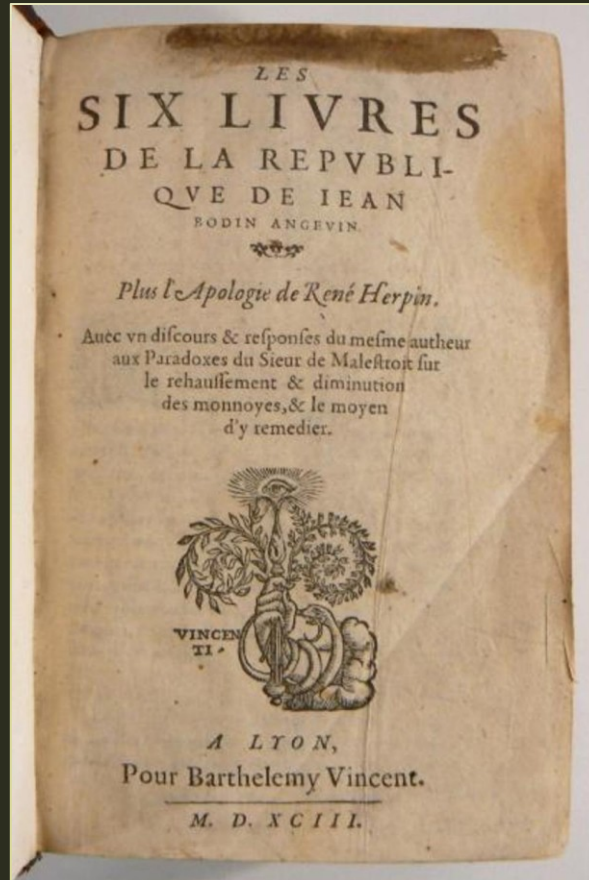 LES
SIX LIVRES
DE LA REPVBLI-
QVE DE IEAN
BODIN ANGEVIN.
Plus l'Apologie de René Herpin.
Auec vn discours & responses du mesme autheur
aux Paradoxes du Sieur de Malestroit sur
le rehaussement & diminution
des monnoyes, & le moyen
d'y remedier.
VINCEN
TI.
A LYON,
Pour Barthelemy Vincent.
M. D. XCIII.